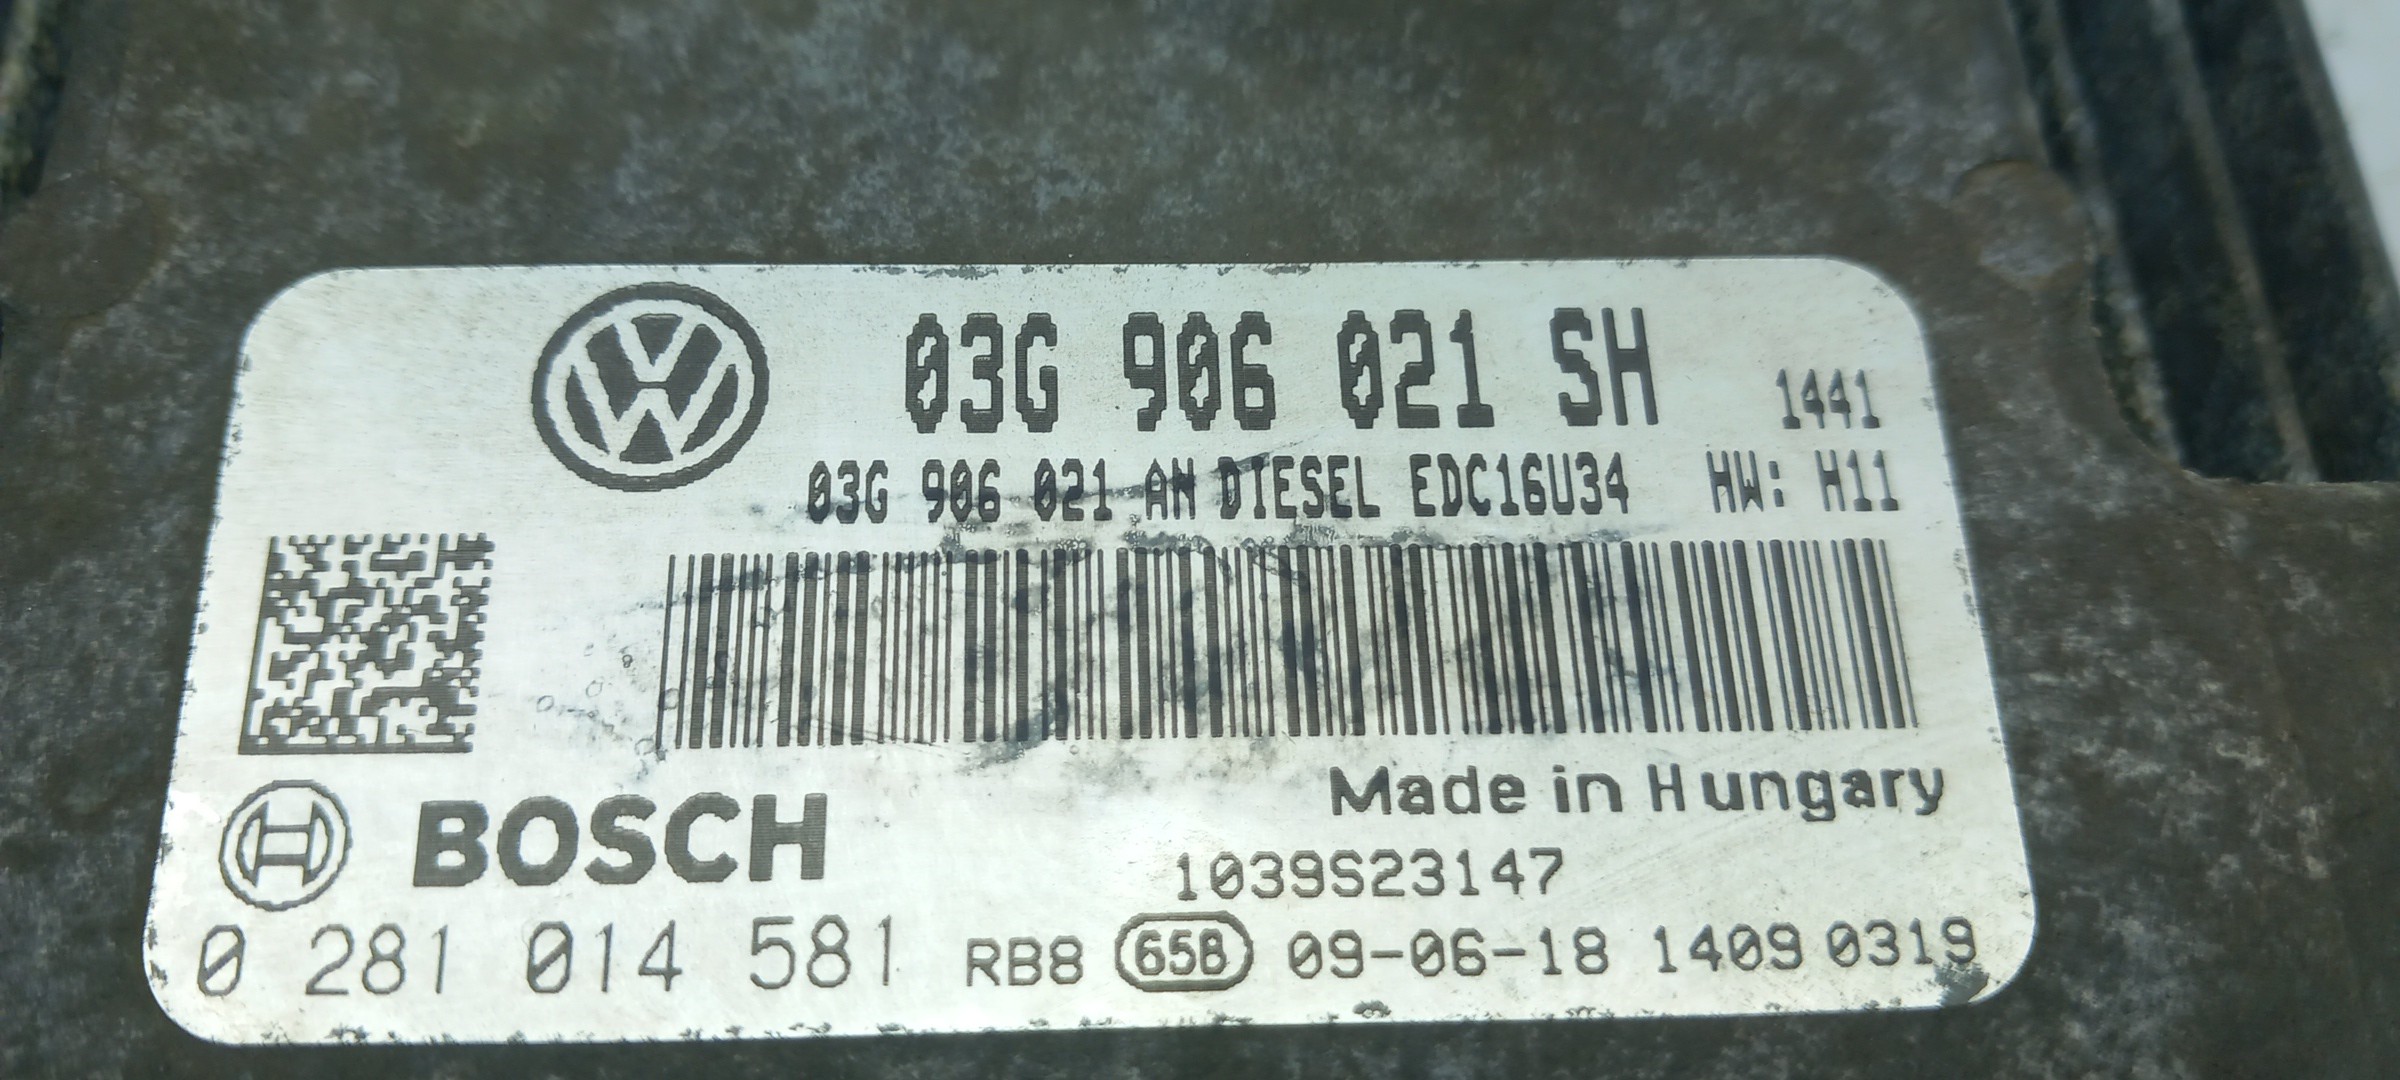 03G 906 021 SH 1441
03G 906 021 AN DIESEL EDC16U34 HW: H11
Made in Hungary
BOSCH
1039S23147
0 281 014 581 RB8 65B 09-06-18 1409 0319